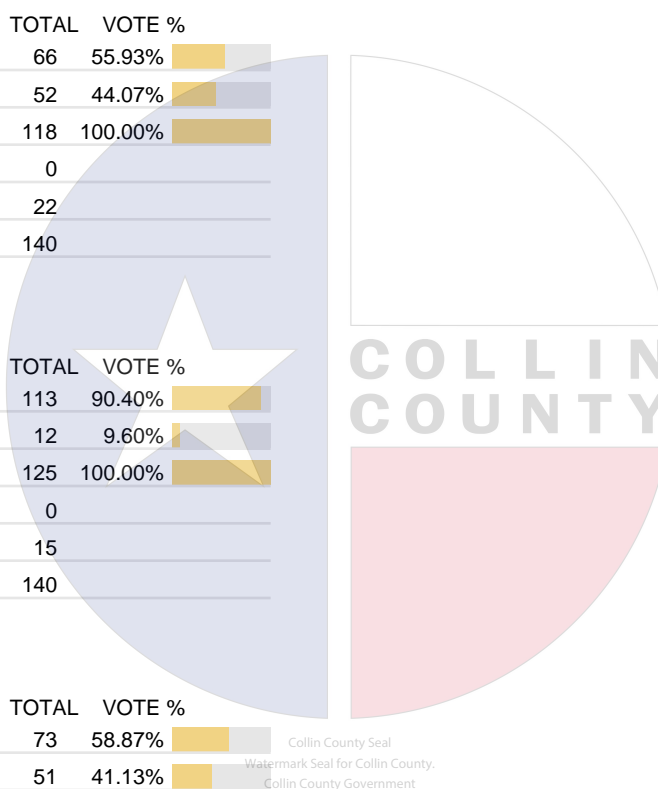 TOTAL VOTE %
66 55.93%
52 44.07%
118 100.00%
0
22
140
TOTAL VOTE %
113 90.40%
12 9.60%
125 100.00%
0
15
140
COLLIN
COUNTY
TOTAL VOTE %
73 58.87%
51 41.13%
Collin County Seal
Watermark Seal for Collin County.
Collin County Government